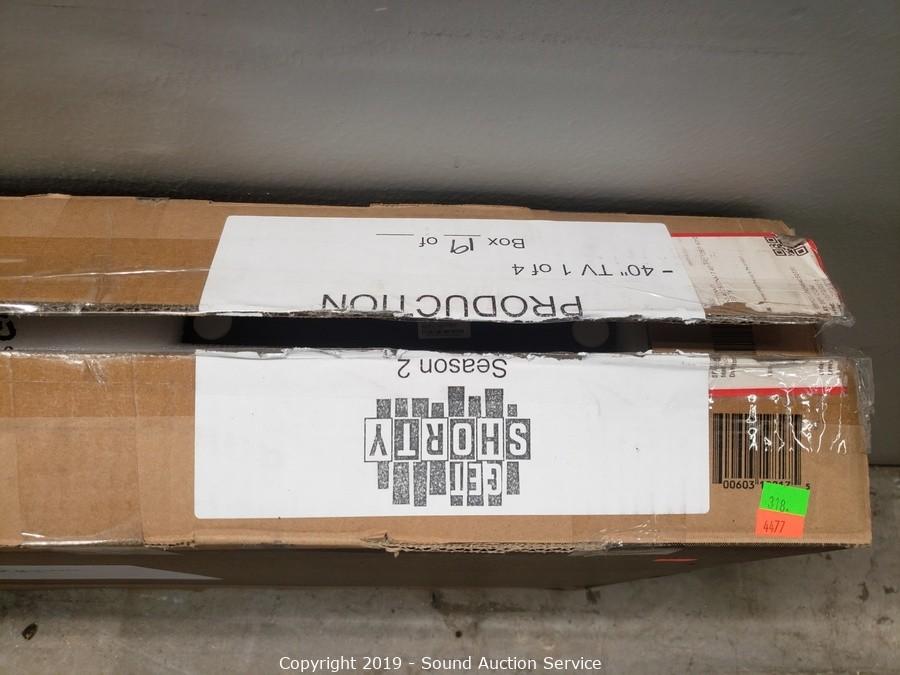 GET
SHORTY
Season 2
PRODUCTION
- 40" TV 1 of 4
Box 19 of
318.
4477
Copyright 2019 - Sound Auction Service